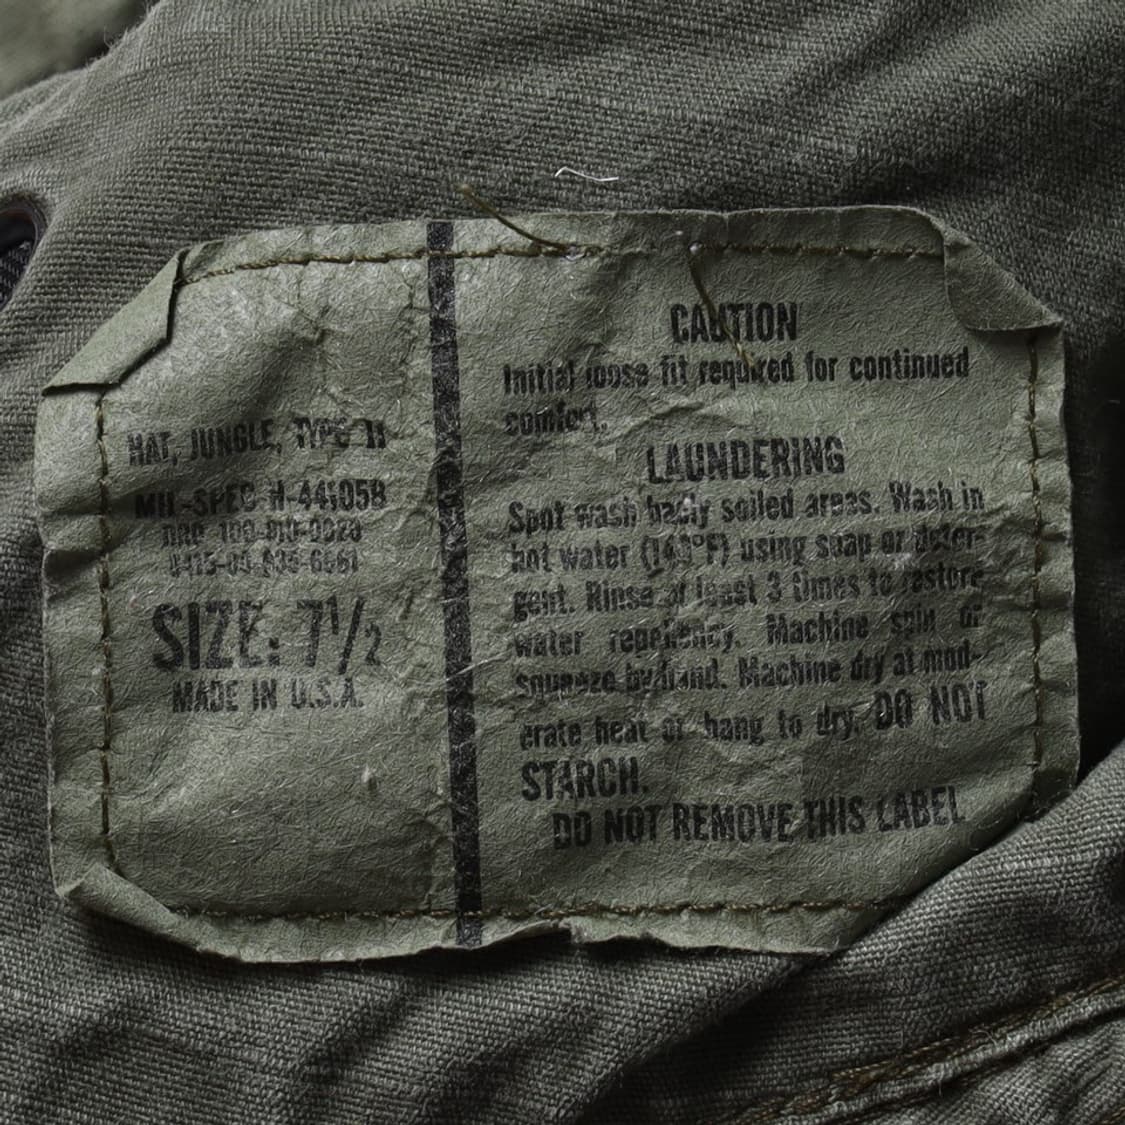 HAT, JUNGLE, TYPE II
MIL-SPEC-H-44105B
SIZE: 7 1/2
MADE IN U.S.A.
CAUTION
Initial loose fit required for continued
comfort.
LAUNDERING
Spot wash badly soiled areas. Wash in
hot water (140°F) using soap or deter-
gent. Rinse at least 3 times to restore
water repellency. Machine spin or
squeeze by hand. Machine dry at mod-
erate heat or hang to dry. DO NOT
STARCH.
DO NOT REMOVE THIS LABEL